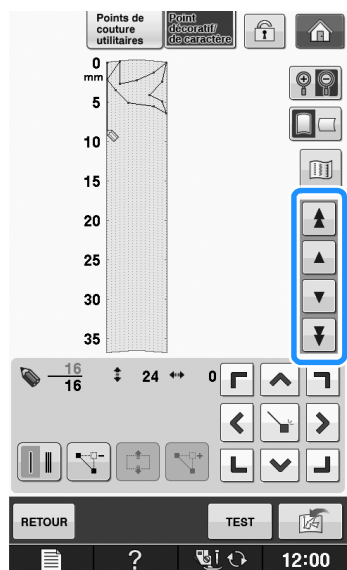 Points de
couture
utilitaires
Point
décoratif/
de caractère
0
mm
5
10
15
20
25
30
35
16
16
24
0
RETOUR
TEST
?
12:00